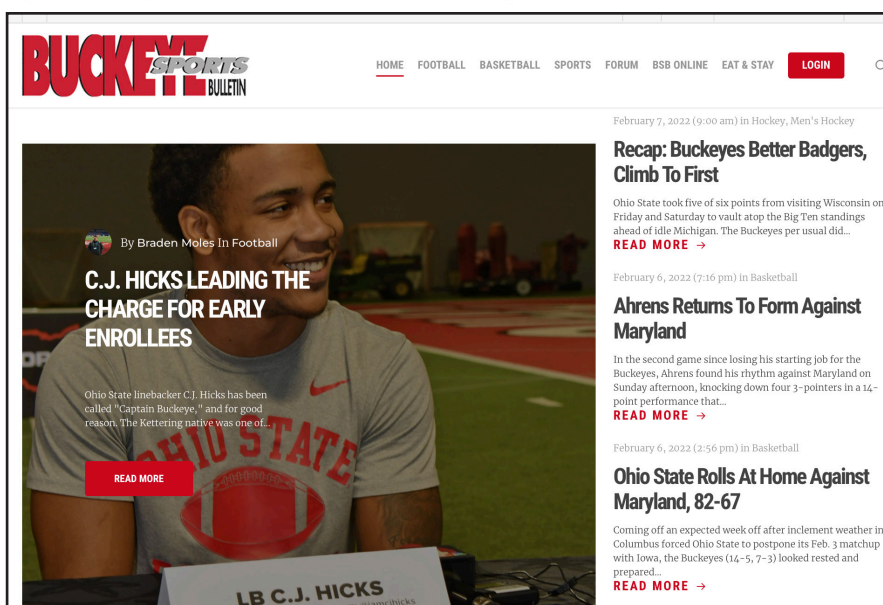 BUCKEYE
SPORTS
BULLETIN
HOME FOOTBALL BASKETBALL SPORTS FORUM BSB ONLINE EAT & STAY LOGIN
By Braden Moles In Football
C.J. HICKS LEADING THE
CHARGE FOR EARLY
ENROLLEES
Ohio State linebacker C.J. Hicks has been
called "Captain Buckeye," and for good
reason. The Kettering native was one of...
READ MORE
OHIO STATE
LB C.J. HICKS
February 7, 2022 (9:00 am) in Hockey, Men's Hockey
Recap: Buckeyes Better Badgers,
Climb To First
Ohio State took five of six points from visiting Wisconsin on
Friday and Saturday to vault atop the Big Ten standings
ahead of idle Michigan. The Buckeyes per usual did...
READ MORE →
February 6, 2022 (7:16 pm) in Basketball
Ahrens Returns To Form Against
Maryland
In the second game since losing his starting job for the
Buckeyes, Ahrens found his rhythm against Maryland on
Sunday afternoon, knocking down four 3-pointers in a 14-
point performance that...
READ MORE →
February 6, 2022 (2:56 pm) in Basketball
Ohio State Rolls At Home Against
Maryland, 82-67
Coming off an expected week off after inclement weather in
Columbus forced Ohio State to postpone its Feb. 3 matchup
with Iowa, the Buckeyes (14-5, 7-3) looked rested and
prepared...
READ MORE →